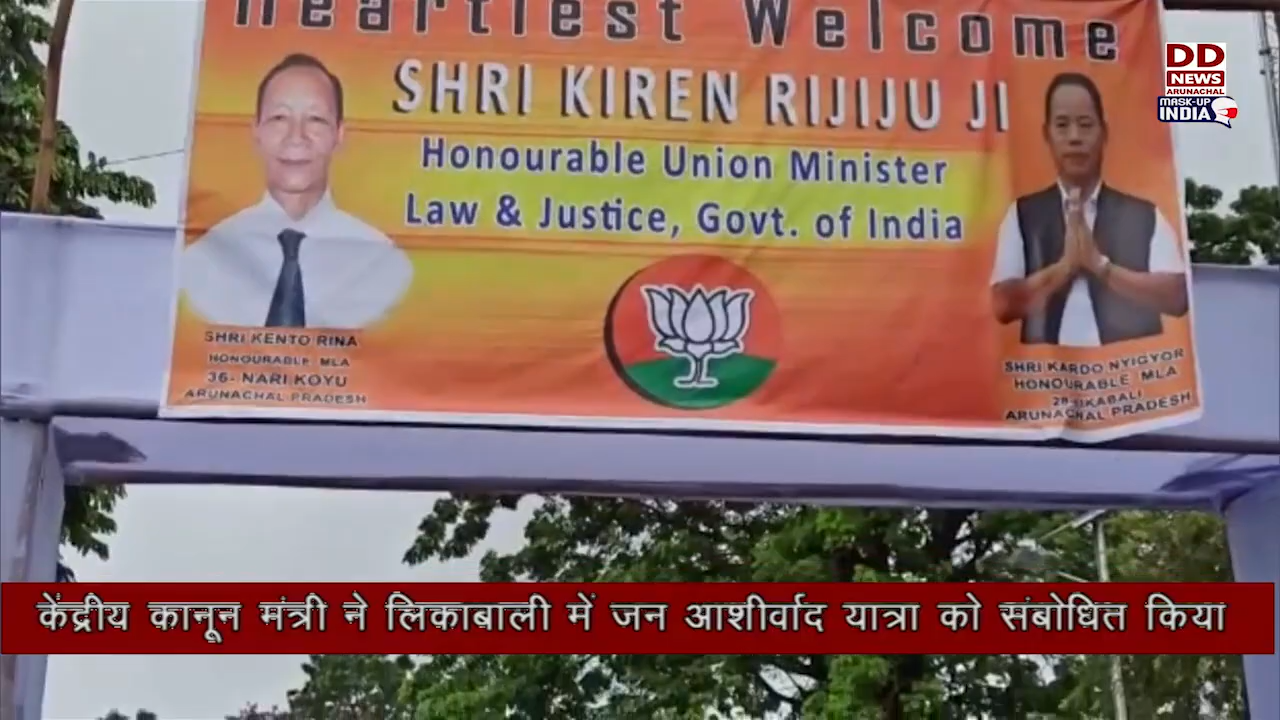 Heartiest Welcome
SHRI KIREN RIJIJU JI
Honourable Union Minister
Law & Justice, Govt. of India
SHRI KENTO RINA
HONOURABLE MLA
36- NARI KOYU
ARUNACHAL PRADESH
SHRI KARDO NYIGYOR
HONOURABLE MLA
28- LIKABALI
ARUNACHAL PRADESH
DD
NEWS
ARUNACHAL
MASK-UP
INDIA
केंद्रीय कानून मंत्री ने लिकाबाली में जन आशीर्वाद यात्रा को संबोधित किया